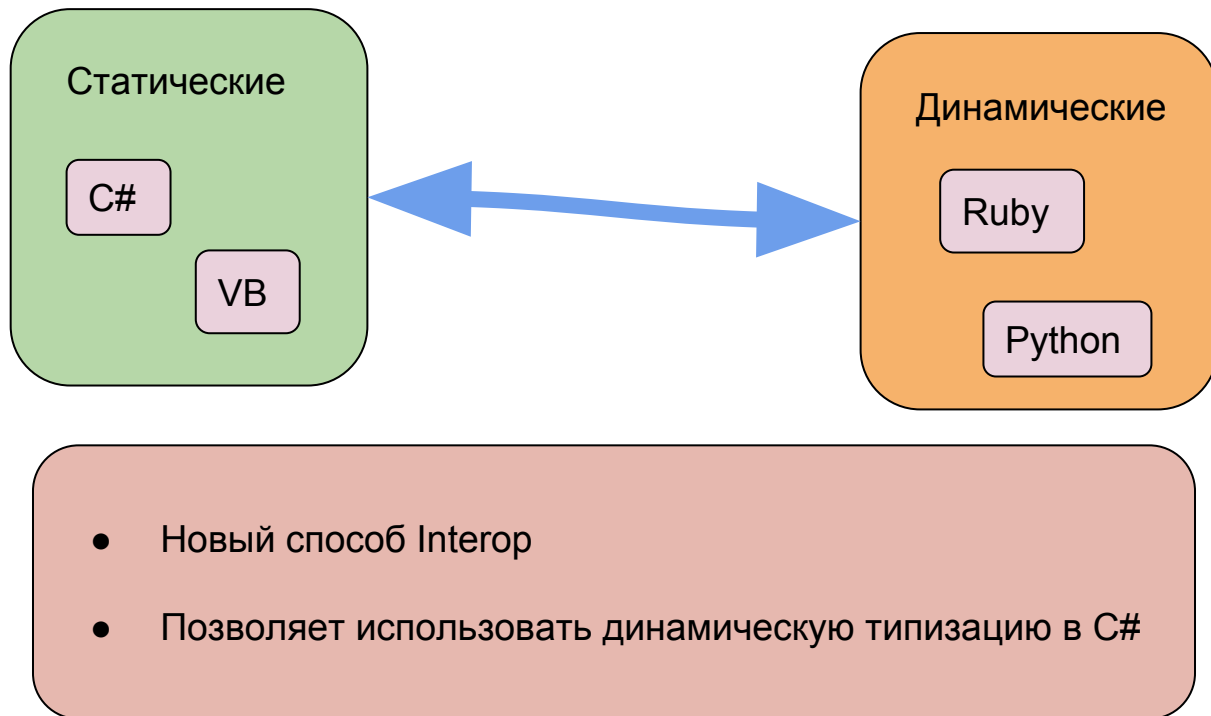 Статические
C#
VB
Динамические
Ruby
Python
● Новый способ Interop
● Позволяет использовать динамическую типизацию в C#